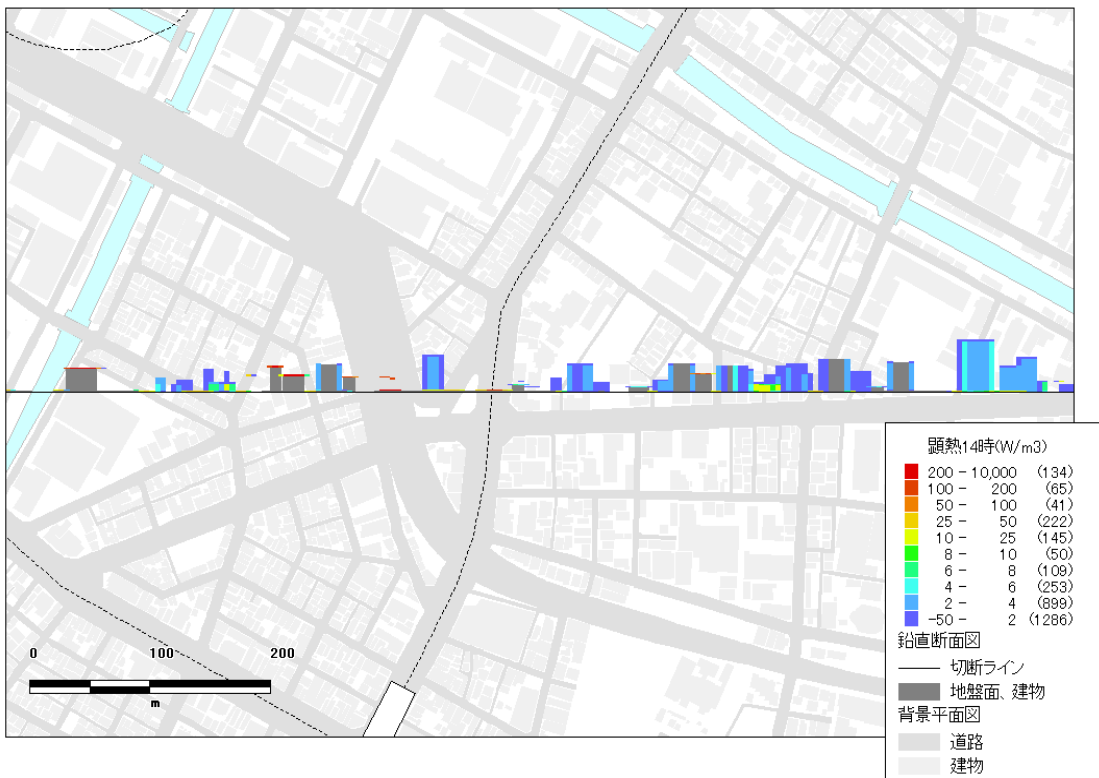 顕熱14時(W/m3)
200 - 10,000 (134)
100 - 200 (65)
50 - 100 (41)
25 - 50 (222)
10 - 25 (145)
8 - 10 (50)
6 - 8 (109)
4 - 6 (253)
2 - 4 (899)
-50 - 2 (1286)
鉛直断面図
切断ライン
地盤面、建物
背景平面図
道路
建物
0 100 200
m